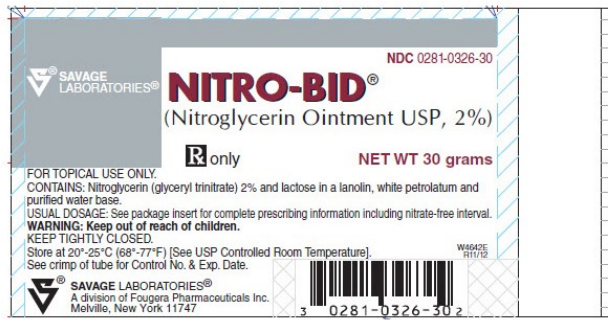 NDC 0281-0326-30
® SAVAGE
LABORATORIES®
NITRO-BID®
(Nitroglycerin Ointment USP, 2%)
Rx only
NET WT 30 grams
FOR TOPICAL USE ONLY.
CONTAINS: Nitroglycerin (glyceryl trinitrate) 2% and lactose in a lanolin, white petrolatum and
purified water base.
USUAL DOSAGE: See package insert for complete prescribing information including nitrate-free interval.
WARNING: Keep out of reach of children.
KEEP TIGHTLY CLOSED.
Store at 20°-25°C (68°-77°F) [See USP Controlled Room Temperature].
See crimp of tube for Control No. & Exp. Date.
W4642E
R11/12
® SAVAGE LABORATORIES®
A division of Fougera Pharmaceuticals Inc.
Melville, New York 11747
3 0281-0326-30 2